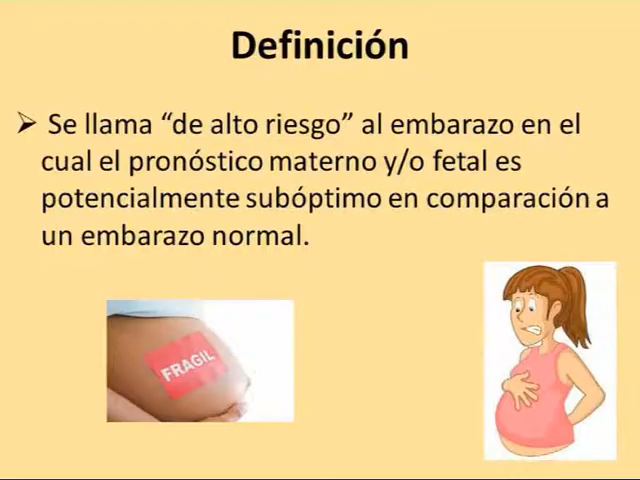 Definición
➢ Se llama “de alto riesgo” al embarazo en el
cual el pronóstico materno y/o fetal es
potencialmente subóptimo en comparación a
un embarazo normal.
FRAGIL